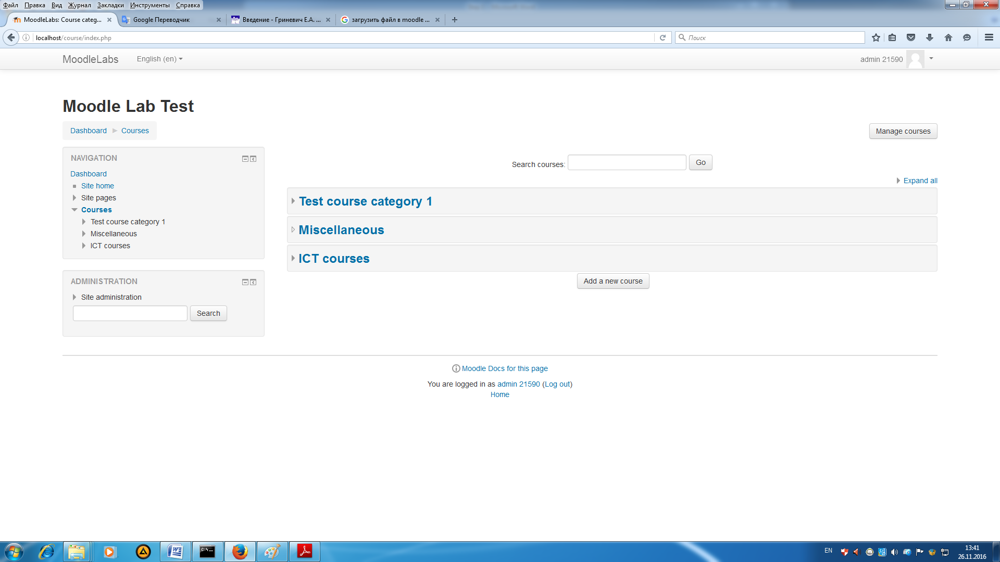 Файл Правка Вид Журнал Закладки Инструменты Справка
MoodleLabs: Course categ...
Google Переводчик
Введение - Гриневич Е.А. ...
загрузить файл в moodle ...
localhost/course/index.php
Поиск
MoodleLabs
English (en)
admin 21590
Moodle Lab Test
Dashboard
Courses
Manage courses
NAVIGATION
Dashboard
Site home
Site pages
Courses
Test course category 1
Miscellaneous
ICT courses
ADMINISTRATION
Site administration
Search
Search courses:
Go
Expand all
Test course category 1
Miscellaneous
ICT courses
Add a new course
Moodle Docs for this page
You are logged in as admin 21590 (Log out)
Home
EN
13:41
26.11.2016